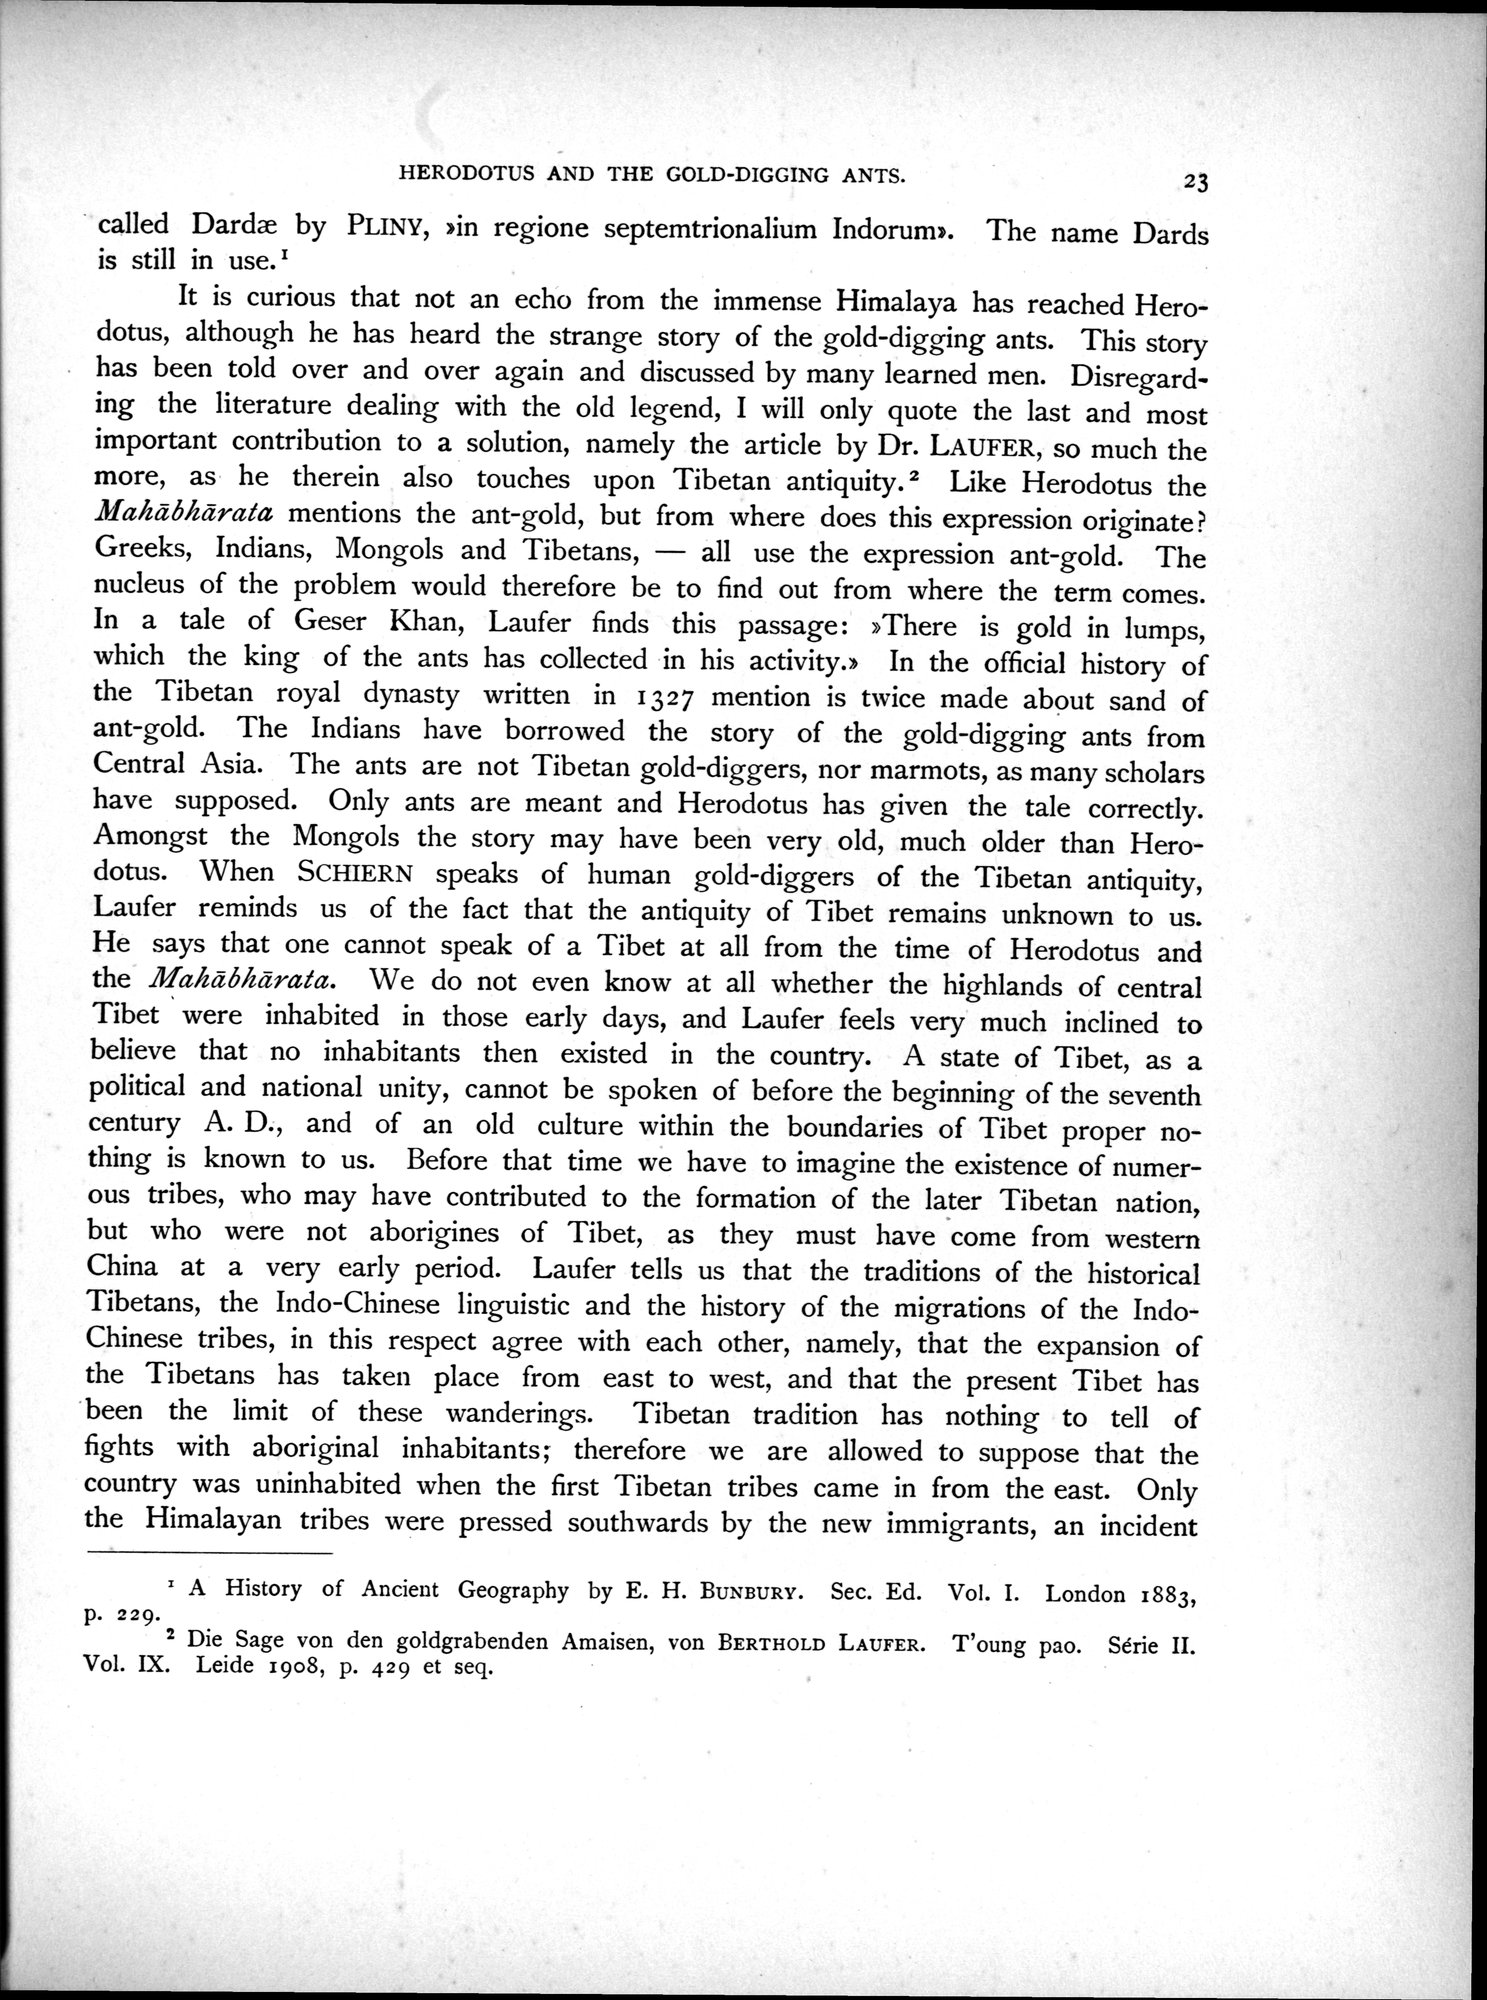 HERODOTUS AND THE GOLD-DIGGING ANTS. 23
called Dardæ by PLINY, »in regione septemtrionalium Indorum». The name Dards
is still in use.¹
It is curious that not an echo from the immense Himalaya has reached Hero-
dotus, although he has heard the strange story of the gold-digging ants. This story
has been told over and over again and discussed by many learned men. Disregard-
ing the literature dealing with the old legend, I will only quote the last and most
important contribution to a solution, namely the article by Dr. LAUFER, so much the
more, as he therein also touches upon Tibetan antiquity.² Like Herodotus the
Mahābhārata mentions the ant-gold, but from where does this expression originate?
Greeks, Indians, Mongols and Tibetans, — all use the expression ant-gold. The
nucleus of the problem would therefore be to find out from where the term comes.
In a tale of Geser Khan, Laufer finds this passage: »There is gold in lumps,
which the king of the ants has collected in his activity.» In the official history of
the Tibetan royal dynasty written in 1327 mention is twice made about sand of
ant-gold. The Indians have borrowed the story of the gold-digging ants from
Central Asia. The ants are not Tibetan gold-diggers, nor marmots, as many scholars
have supposed. Only ants are meant and Herodotus has given the tale correctly.
Amongst the Mongols the story may have been very old, much older than Hero-
dotus. When SCHIERN speaks of human gold-diggers of the Tibetan antiquity,
Laufer reminds us of the fact that the antiquity of Tibet remains unknown to us.
He says that one cannot speak of a Tibet at all from the time of Herodotus and
the Mahābhārata. We do not even know at all whether the highlands of central
Tibet were inhabited in those early days, and Laufer feels very much inclined to
believe that no inhabitants then existed in the country. A state of Tibet, as a
political and national unity, cannot be spoken of before the beginning of the seventh
century A. D., and of an old culture within the boundaries of Tibet proper no-
thing is known to us. Before that time we have to imagine the existence of numer-
ous tribes, who may have contributed to the formation of the later Tibetan nation,
but who were not aborigines of Tibet, as they must have come from western
China at a very early period. Laufer tells us that the traditions of the historical
Tibetans, the Indo-Chinese linguistic and the history of the migrations of the Indo-
Chinese tribes, in this respect agree with each other, namely, that the expansion of
the Tibetans has taken place from east to west, and that the present Tibet has
been the limit of these wanderings. Tibetan tradition has nothing to tell of
fights with aboriginal inhabitants; therefore we are allowed to suppose that the
country was uninhabited when the first Tibetan tribes came in from the east. Only
the Himalayan tribes were pressed southwards by the new immigrants, an incident
¹ A History of Ancient Geography by E. H. BUNBURY. Sec. Ed. Vol. I. London 1883,
p. 229.
² Die Sage von den goldgrabenden Amaisen, von BERTHOLD LAUFER. T'oung pao. Série II.
Vol. IX. Leide 1908, p. 429 et seq.